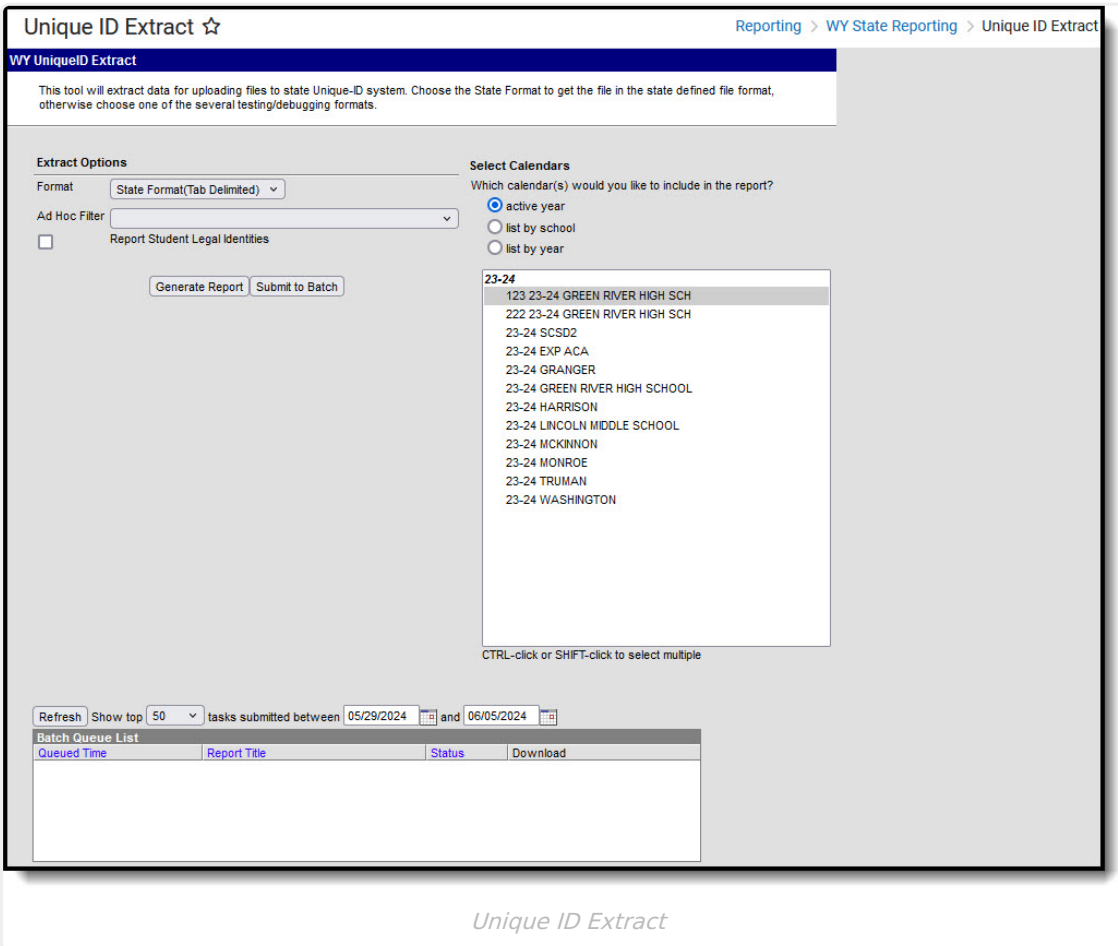 Unique ID Extract
Reporting > WY State Reporting > Unique ID Extract
WY UniqueID Extract
This tool will extract data for uploading files to state Unique-ID system. Choose the State Format to get the file in the state defined file format,
otherwise choose one of the several testing/debugging formats.
Extract Options
Format
State Format(Tab Delimited)
Ad Hoc Filter
Report Student Legal Identities
Generate Report
Submit to Batch
Select Calendars
Which calendar(s) would you like to include in the report?
active year
list by school
list by year
23-24
123 23-24 GREEN RIVER HIGH SCH
222 23-24 GREEN RIVER HIGH SCH
23-24 SCSD2
23-24 EXP ACA
23-24 GRANGER
23-24 GREEN RIVER HIGH SCHOOL
23-24 HARRISON
23-24 LINCOLN MIDDLE SCHOOL
23-24 MCKINNON
23-24 MONROE
23-24 TRUMAN
23-24 WASHINGTON
CTRL-click or SHIFT-click to select multiple
Refresh Show top 50 tasks submitted between 05/29/2024 and 06/05/2024
Batch Queue List
Queued Time Report Title Status Download
Unique ID Extract